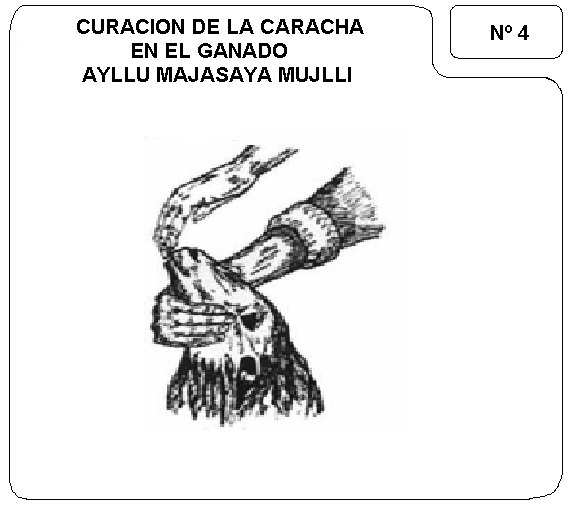 CURACION DE LA CARACHA
EN EL GANADO
AYLLU MAJASAYA MUJLLI
Nº 4